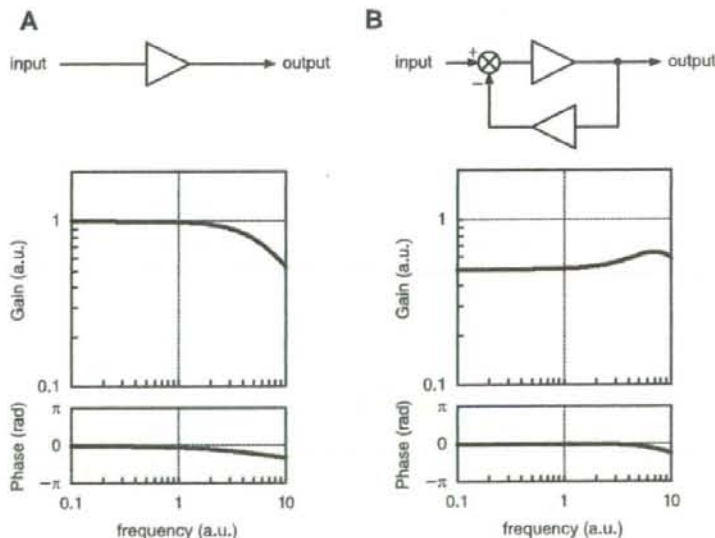 A
input
output
1
Gain (a.u.)
0.1
π
Phase (rad)
0
−π
0.1 1 10
frequency (a.u.)
B
input
+
−
output
1
Gain (a.u.)
0.1
π
Phase (rad)
0
−π
0.1 1 10
frequency (a.u.)